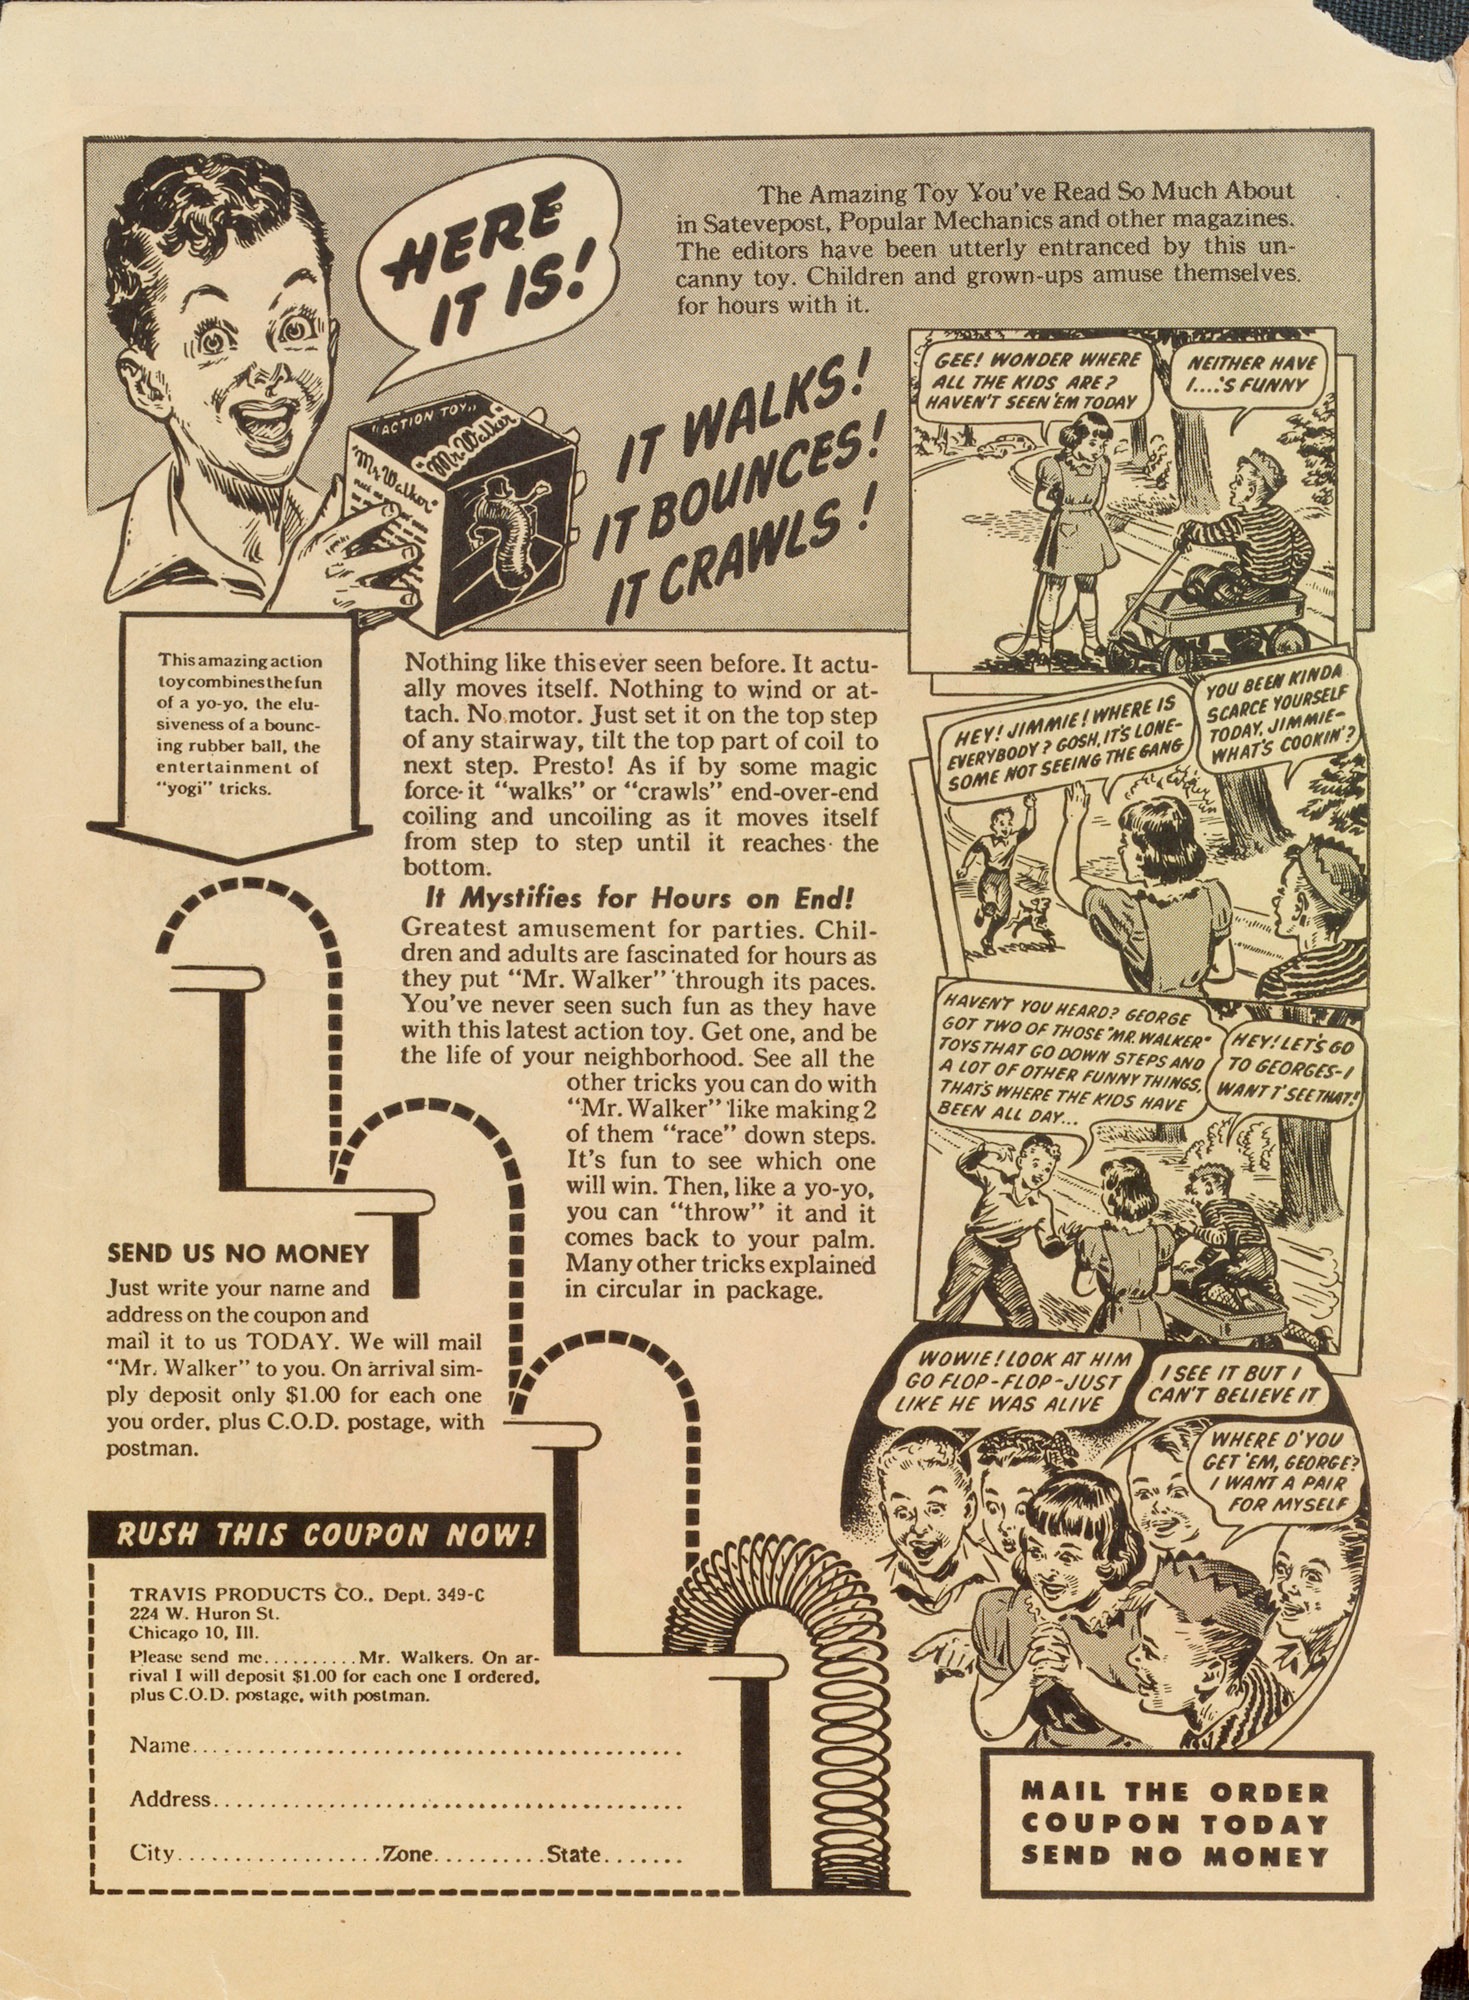 HERE
IT IS!
The Amazing Toy You've Read So Much About
in Satevepost, Popular Mechanics and other magazines.
The editors have been utterly entranced by this un-
canny toy. Children and grown-ups amuse themselves.
for hours with it.
"ACTION TOY"
Mr. Walker
"Mr. Walker"
IT WALKS!
IT BOUNCES!
IT CRAWLS!
This amazing action
toy combines the fun
of a yo-yo, the elu-
siveness of a bounc-
ing rubber ball, the
entertainment of
"yogi" tricks.
Nothing like this ever seen before. It actu-
ally moves itself. Nothing to wind or at-
tach. No motor. Just set it on the top step
of any stairway, tilt the top part of coil to
next step. Presto! As if by some magic
force-it "walks" or "crawls" end-over-end
coiling and uncoiling as it moves itself
from step to step until it reaches the
bottom.
It Mystifies for Hours on End!
Greatest amusement for parties. Chil-
dren and adults are fascinated for hours as
they put "Mr. Walker" through its paces.
You've never seen such fun as they have
with this latest action toy. Get one, and be
the life of your neighborhood. See all the
other tricks you can do with
"Mr. Walker" like making 2
of them "race" down steps.
It's fun to see which one
will win. Then, like a yo-yo,
you can "throw" it and it
comes back to your palm.
Many other tricks explained
in circular in package.
SEND US NO MONEY
Just write your name and
address on the coupon and
mail it to us TODAY. We will mail
"Mr. Walker" to you. On arrival sim-
ply deposit only $1.00 for each one
you order, plus C.O.D. postage, with
postman.
RUSH THIS COUPON NOW!
TRAVIS PRODUCTS CO., Dept. 349-C
224 W. Huron St.
Chicago 10, Ill.
Please send me..........Mr. Walkers. On ar-
rival I will deposit $1.00 for each one I ordered,
plus C.O.D. postage, with postman.
Name..............................................
Address............................................
City...................Zone..........State.......
GEE! WONDER WHERE
ALL THE KIDS ARE?
HAVEN'T SEEN 'EM TODAY
NEITHER HAVE
I....'S FUNNY
HEY! JIMMIE! WHERE IS
EVERYBODY? GOSH, IT'S LONE-
SOME NOT SEEING THE GANG
YOU BEEN KINDA
SCARCE YOURSELF
TODAY, JIMMIE-
WHAT'S COOKIN'?
HAVEN'T YOU HEARD? GEORGE
GOT TWO OF THOSE "MR. WALKER"
TOYS THAT GO DOWN STEPS AND
A LOT OF OTHER FUNNY THINGS.
THAT'S WHERE THE KIDS HAVE
BEEN ALL DAY...
HEY! LET'S GO
TO GEORGES-I
WANT T' SEE THAT!
WOWIE! LOOK AT HIM
GO FLOP-FLOP-JUST
LIKE HE WAS ALIVE
I SEE IT BUT I
CAN'T BELIEVE IT
WHERE D'YOU
GET 'EM, GEORGE?
I WANT A PAIR
FOR MYSELF
MAIL THE ORDER
COUPON TODAY
SEND NO MONEY